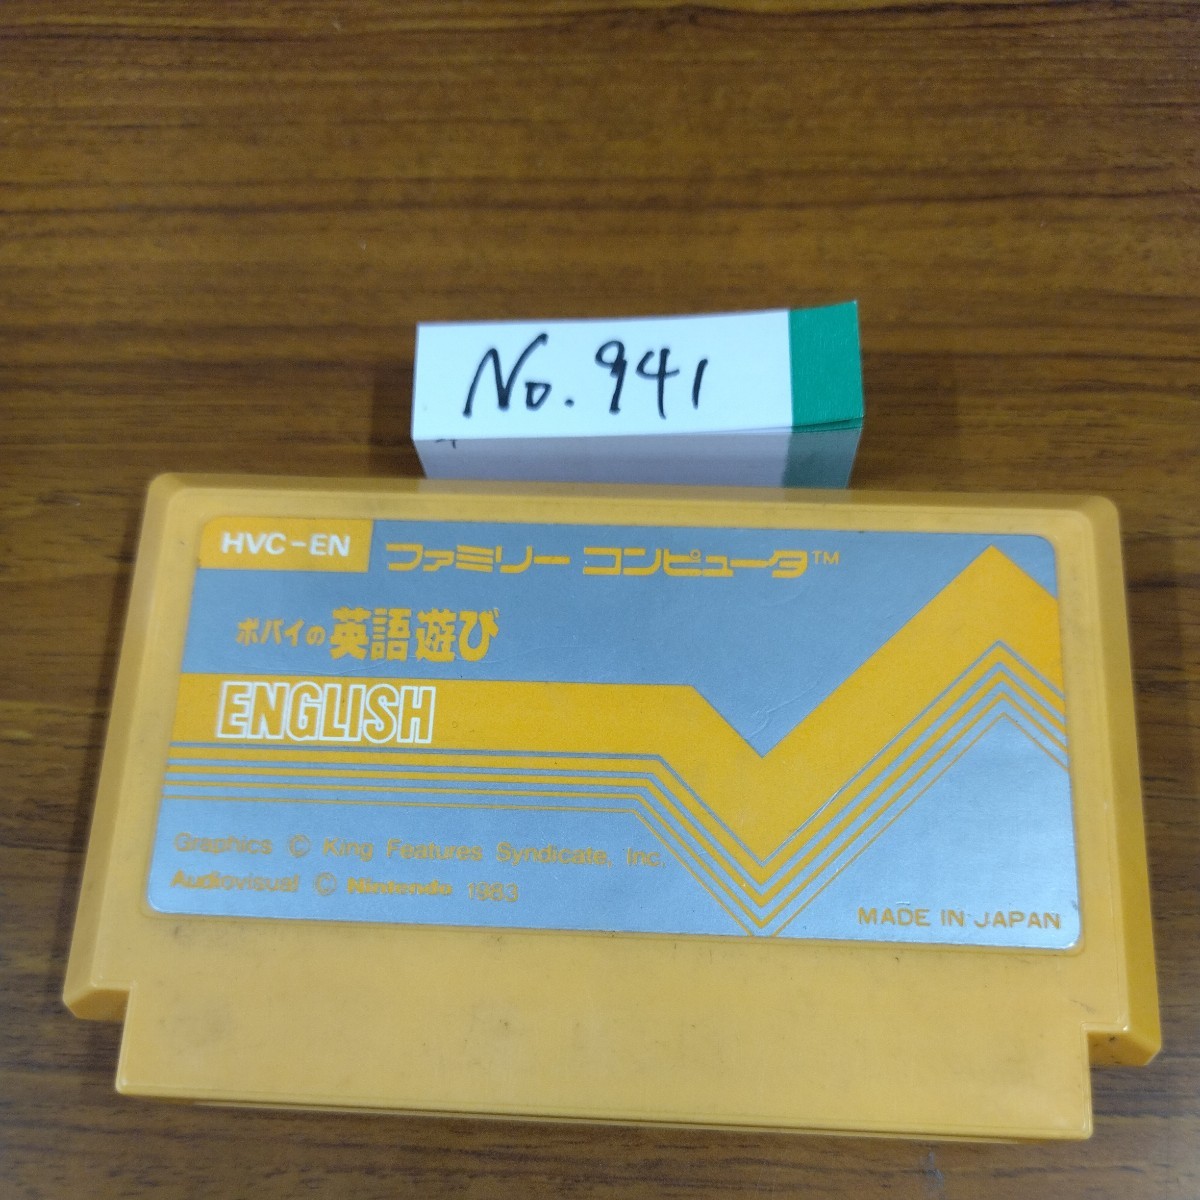 No. 941
HVC-EN
ファミリー コンピュータ™
ポパイの英語遊び
ENGLISH
Graphics © King Features Syndicate, Inc.
Audiovisual © Nintendo 1983
MADE IN JAPAN